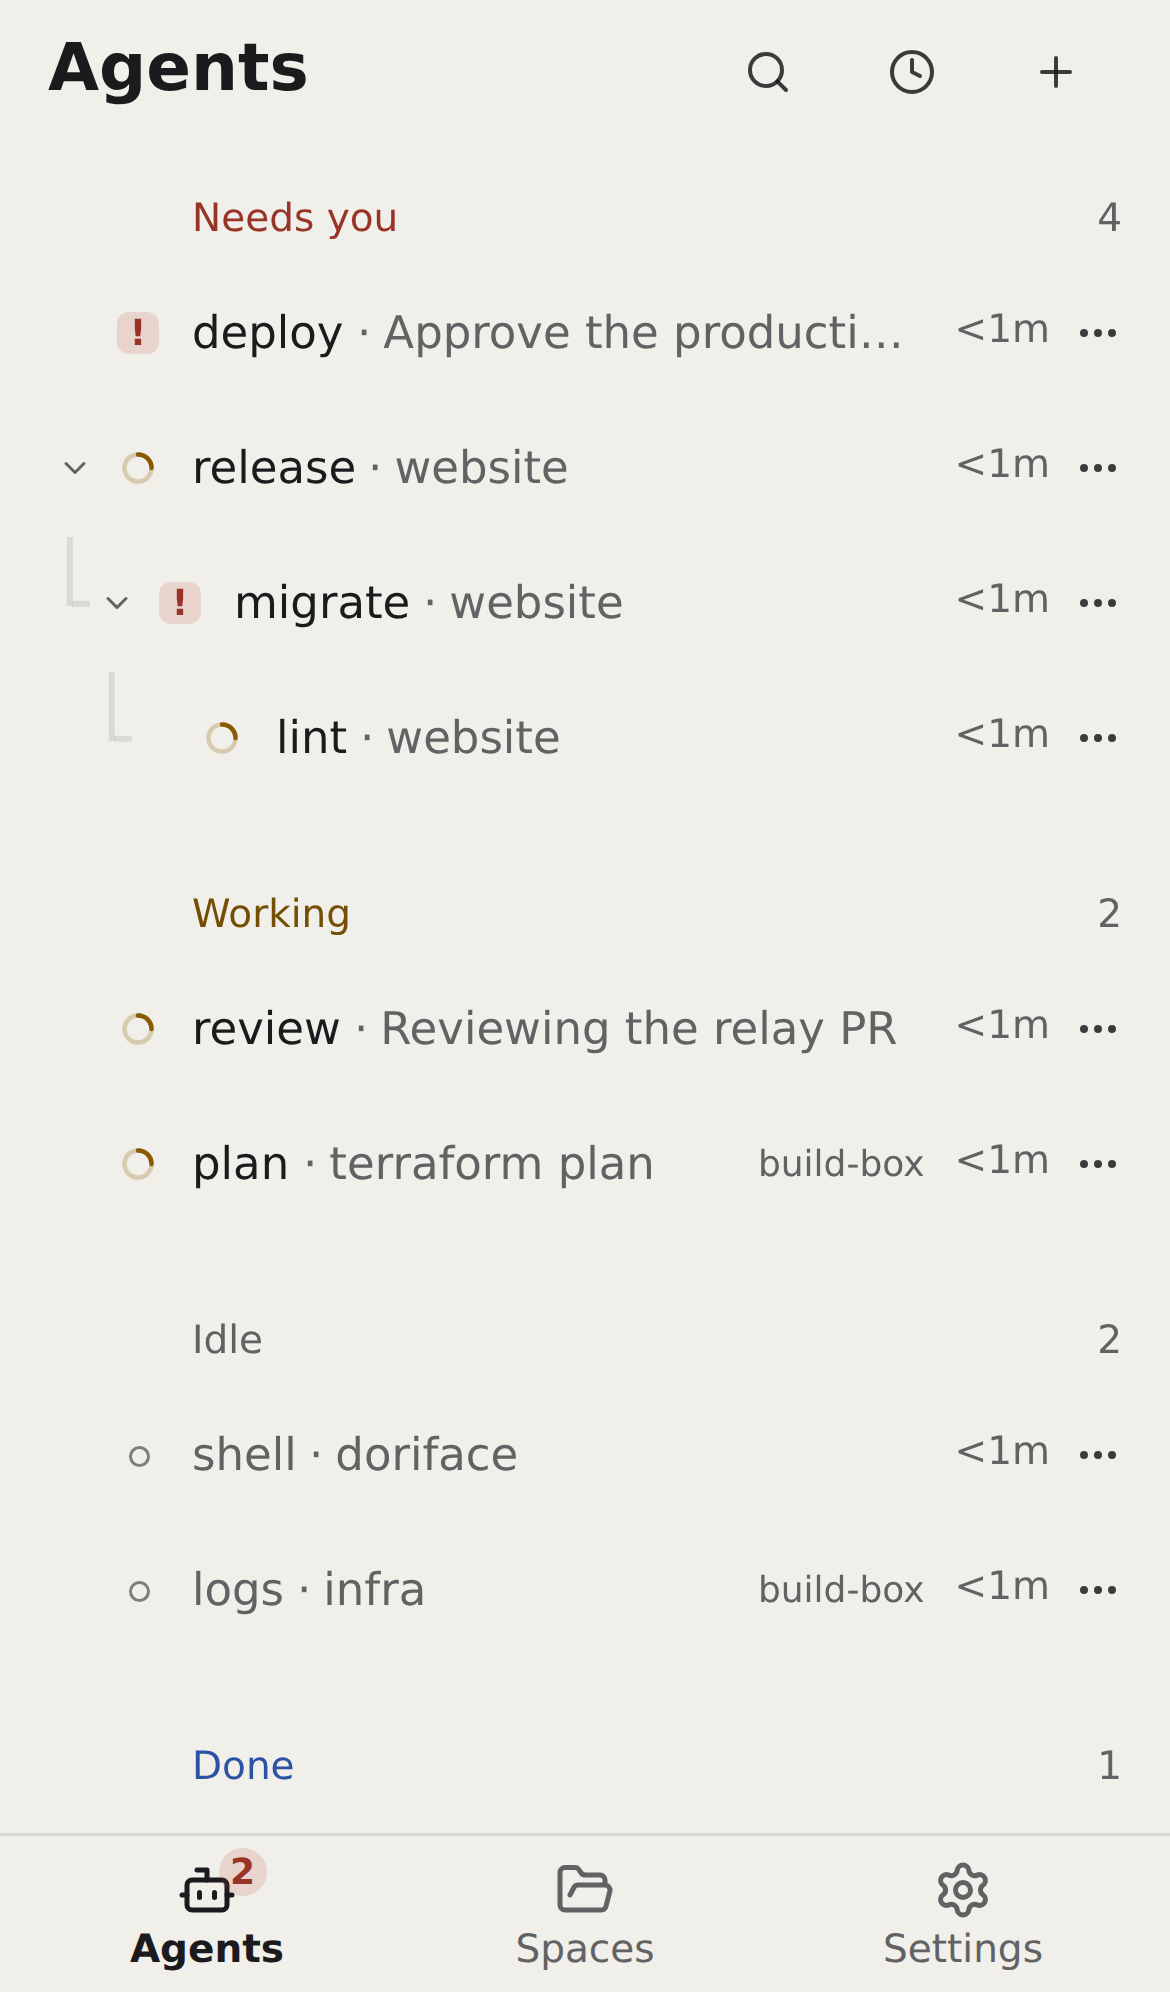 Agents
Needs you 4
! deploy · Approve the producti... <1m
release · website <1m
! migrate · website <1m
lint · website <1m
Working 2
review · Reviewing the relay PR <1m
plan · terraform plan build-box <1m
Idle 2
shell · doriface <1m
logs · infra build-box <1m
Done 1
2
Agents Spaces Settings